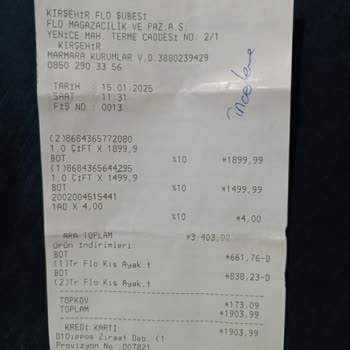 KIRŞEHİR FLO ŞUBESİ
FLO MAGAZACILIK VE PAZ.A.S.
YENİCE MAH. TERME CADDESİ NO: 2/1
KIRŞEHİR
MARMARA KURUMLAR V.D.3880239429
0850 290 33 56
TARİH 15.01.2025
SAAT 11:31
FİŞ NO: 0013
inceleme
(2)8684365772080
1.0 ÇİFT X 1899,9
BOT %10 *1899,99
(1)8684365644295
1.0 ÇİFT X 1499,9
BOT %10 *1499,99
2002004515441
1AD X 4,00
%10 *4,00
ARA TOPLAM *3.403,98
Ürün İndirimleri:
BOT *661,76-D
(1)Tr Flo Kış Ayak.t
BOT *838,23-D
(2)Tr Flo Kış Ayak.t
TOPKDV *173.09
TOPLAM *1903.99
KREDİ KARTI *1903.99
Ziraat Deb. (1
Provizyon No :00782